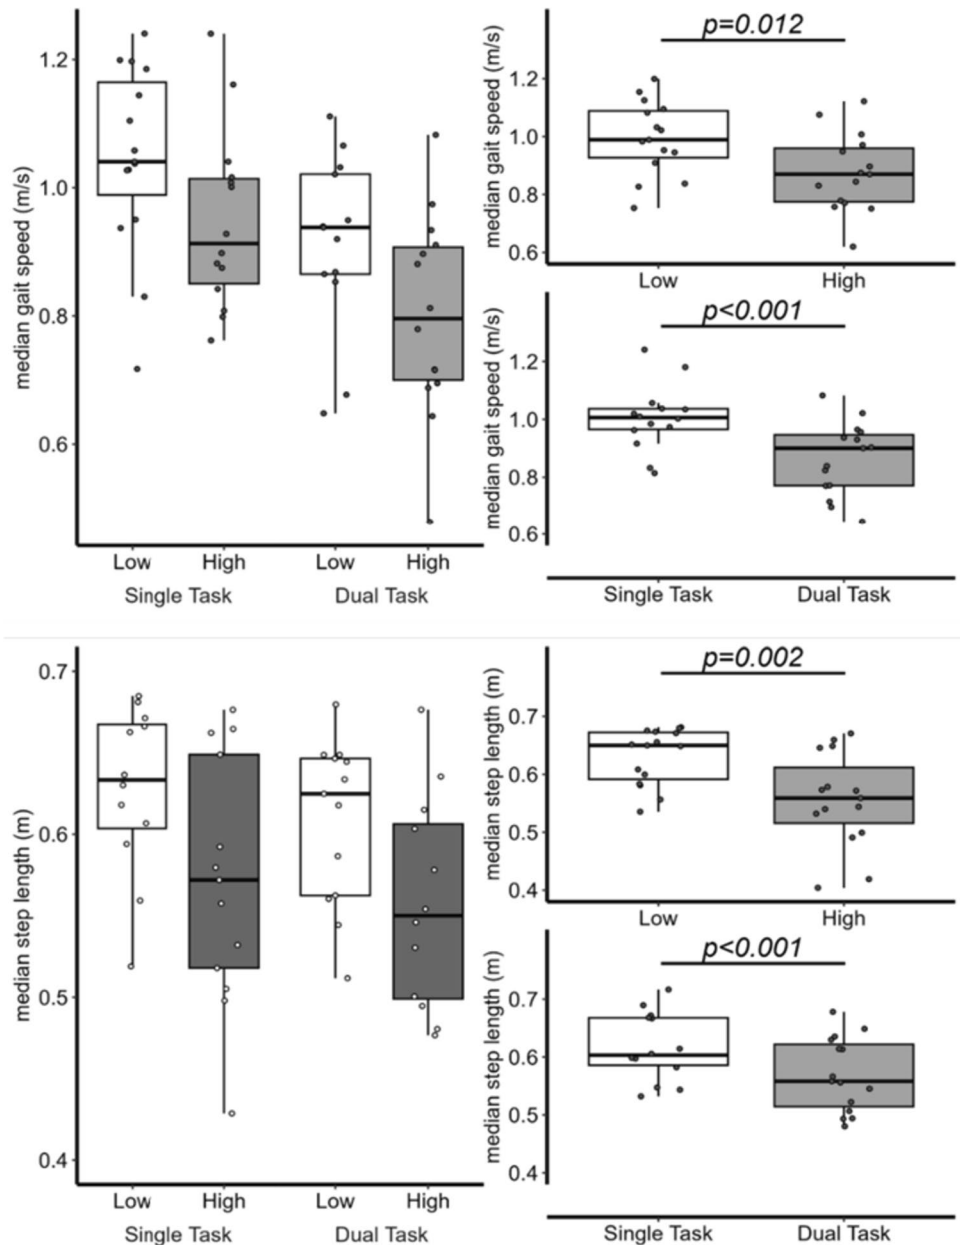 median gait speed (m/s)
1.2
1.0
0.8
0.6
Low High Low High
Single Task Dual Task
p=0.012
median gait speed (m/s)
1.2
1.0
0.8
0.6
Low High
p<0.001
median gait speed (m/s)
1.2
1.0
0.8
0.6
Single Task Dual Task
median step length (m)
0.7
0.6
0.5
0.4
Low High Low High
Single Task Dual Task
p=0.002
median step length (m)
0.7
0.6
0.5
0.4
Low High
p<0.001
median step length (m)
0.7
0.6
0.5
0.4
Single Task Dual Task